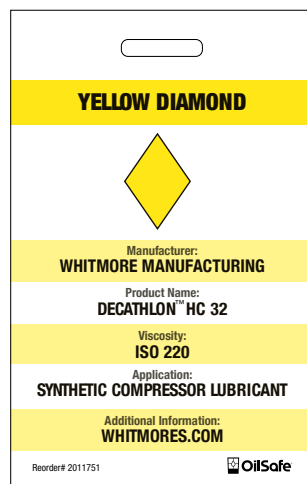 YELLOW DIAMOND
Manufacturer:
WHITMORE MANUFACTURING
Product Name:
DECATHLON™ HC 32
Viscosity:
ISO 220
Application:
SYNTHETIC COMPRESSOR LUBRICANT
Additional Information:
WHITMORES.COM
Reorder# 2011751 OilSafe